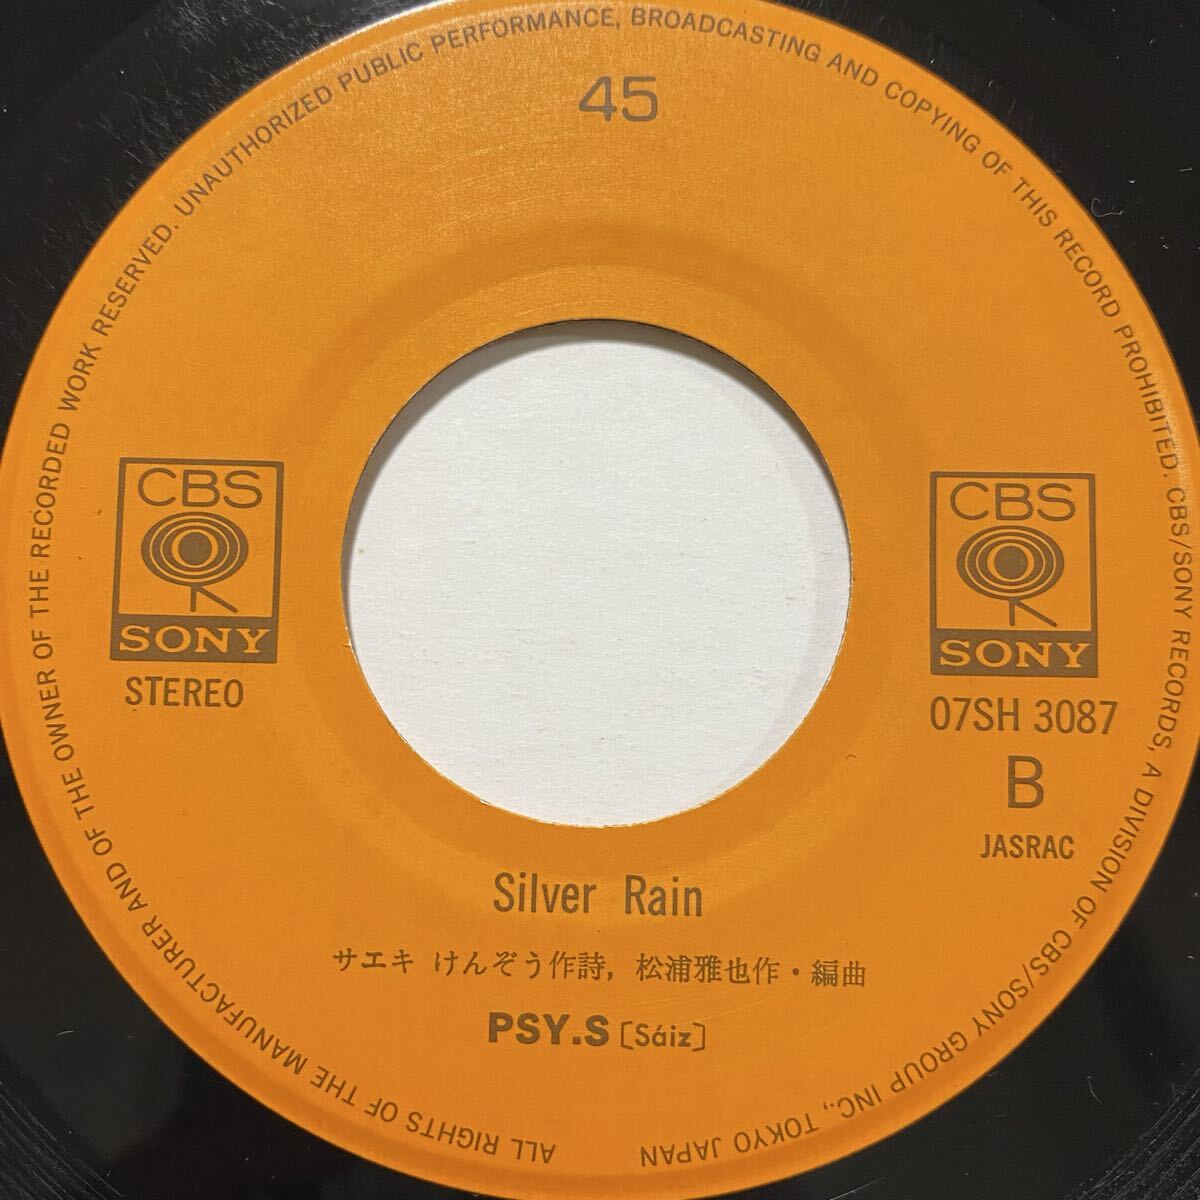 ALL RIGHTS OF THE MANUFACTURER AND OF THE OWNER OF THE RECORDED WORK RESERVED. UNAUTHORIZED PUBLIC PERFORMANCE, BROADCASTING AND COPYING OF THIS RECORD PROHIBITED. CBS/SONY RECORDS, A DIVISION OF CBS/SONY GROUP INC., TOKYO JAPAN
45
CBS
SONY
STEREO
CBS
SONY
07SH 3087
B
JASRAC
Silver Rain
サエキ けんぞう作詩, 松浦雅也作・編曲
PSY.S [Sáiz]